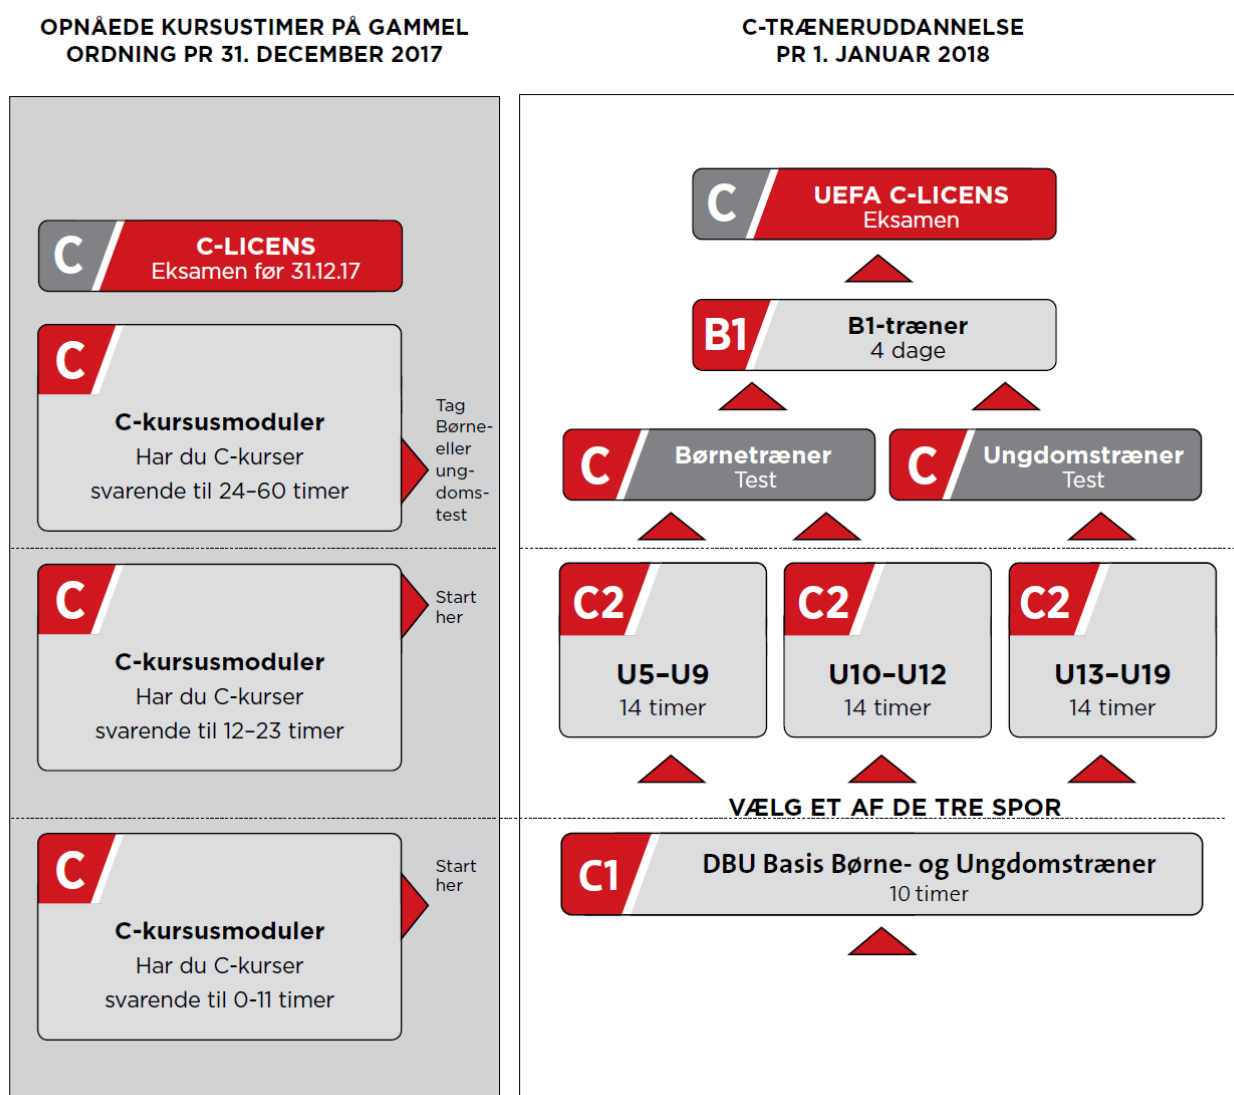 OPNÅEDE KURSUSTIMER PÅ GAMMEL
ORDNING PR 31. DECEMBER 2017
C
C-LICENS
Eksamen før 31.12.17
C
C-kursusmoduler
Har du C-kurser
svarende til 24–60 timer
Tag
Børne-
eller
ung-
doms-
test
C
C-kursusmoduler
Har du C-kurser
svarende til 12–23 timer
Start
her
C
C-kursusmoduler
Har du C-kurser
svarende til 0-11 timer
Start
her
C-TRÆNERUDDANNELSE
PR 1. JANUAR 2018
C
UEFA C-LICENS
Eksamen
B1
B1-træner
4 dage
C
Børnetræner
Test
C
Ungdomstræner
Test
C2
U5–U9
14 timer
C2
U10–U12
14 timer
C2
U13–U19
14 timer
VÆLG ET AF DE TRE SPOR
C1
DBU Basis Børne- og Ungdomstræner
10 timer